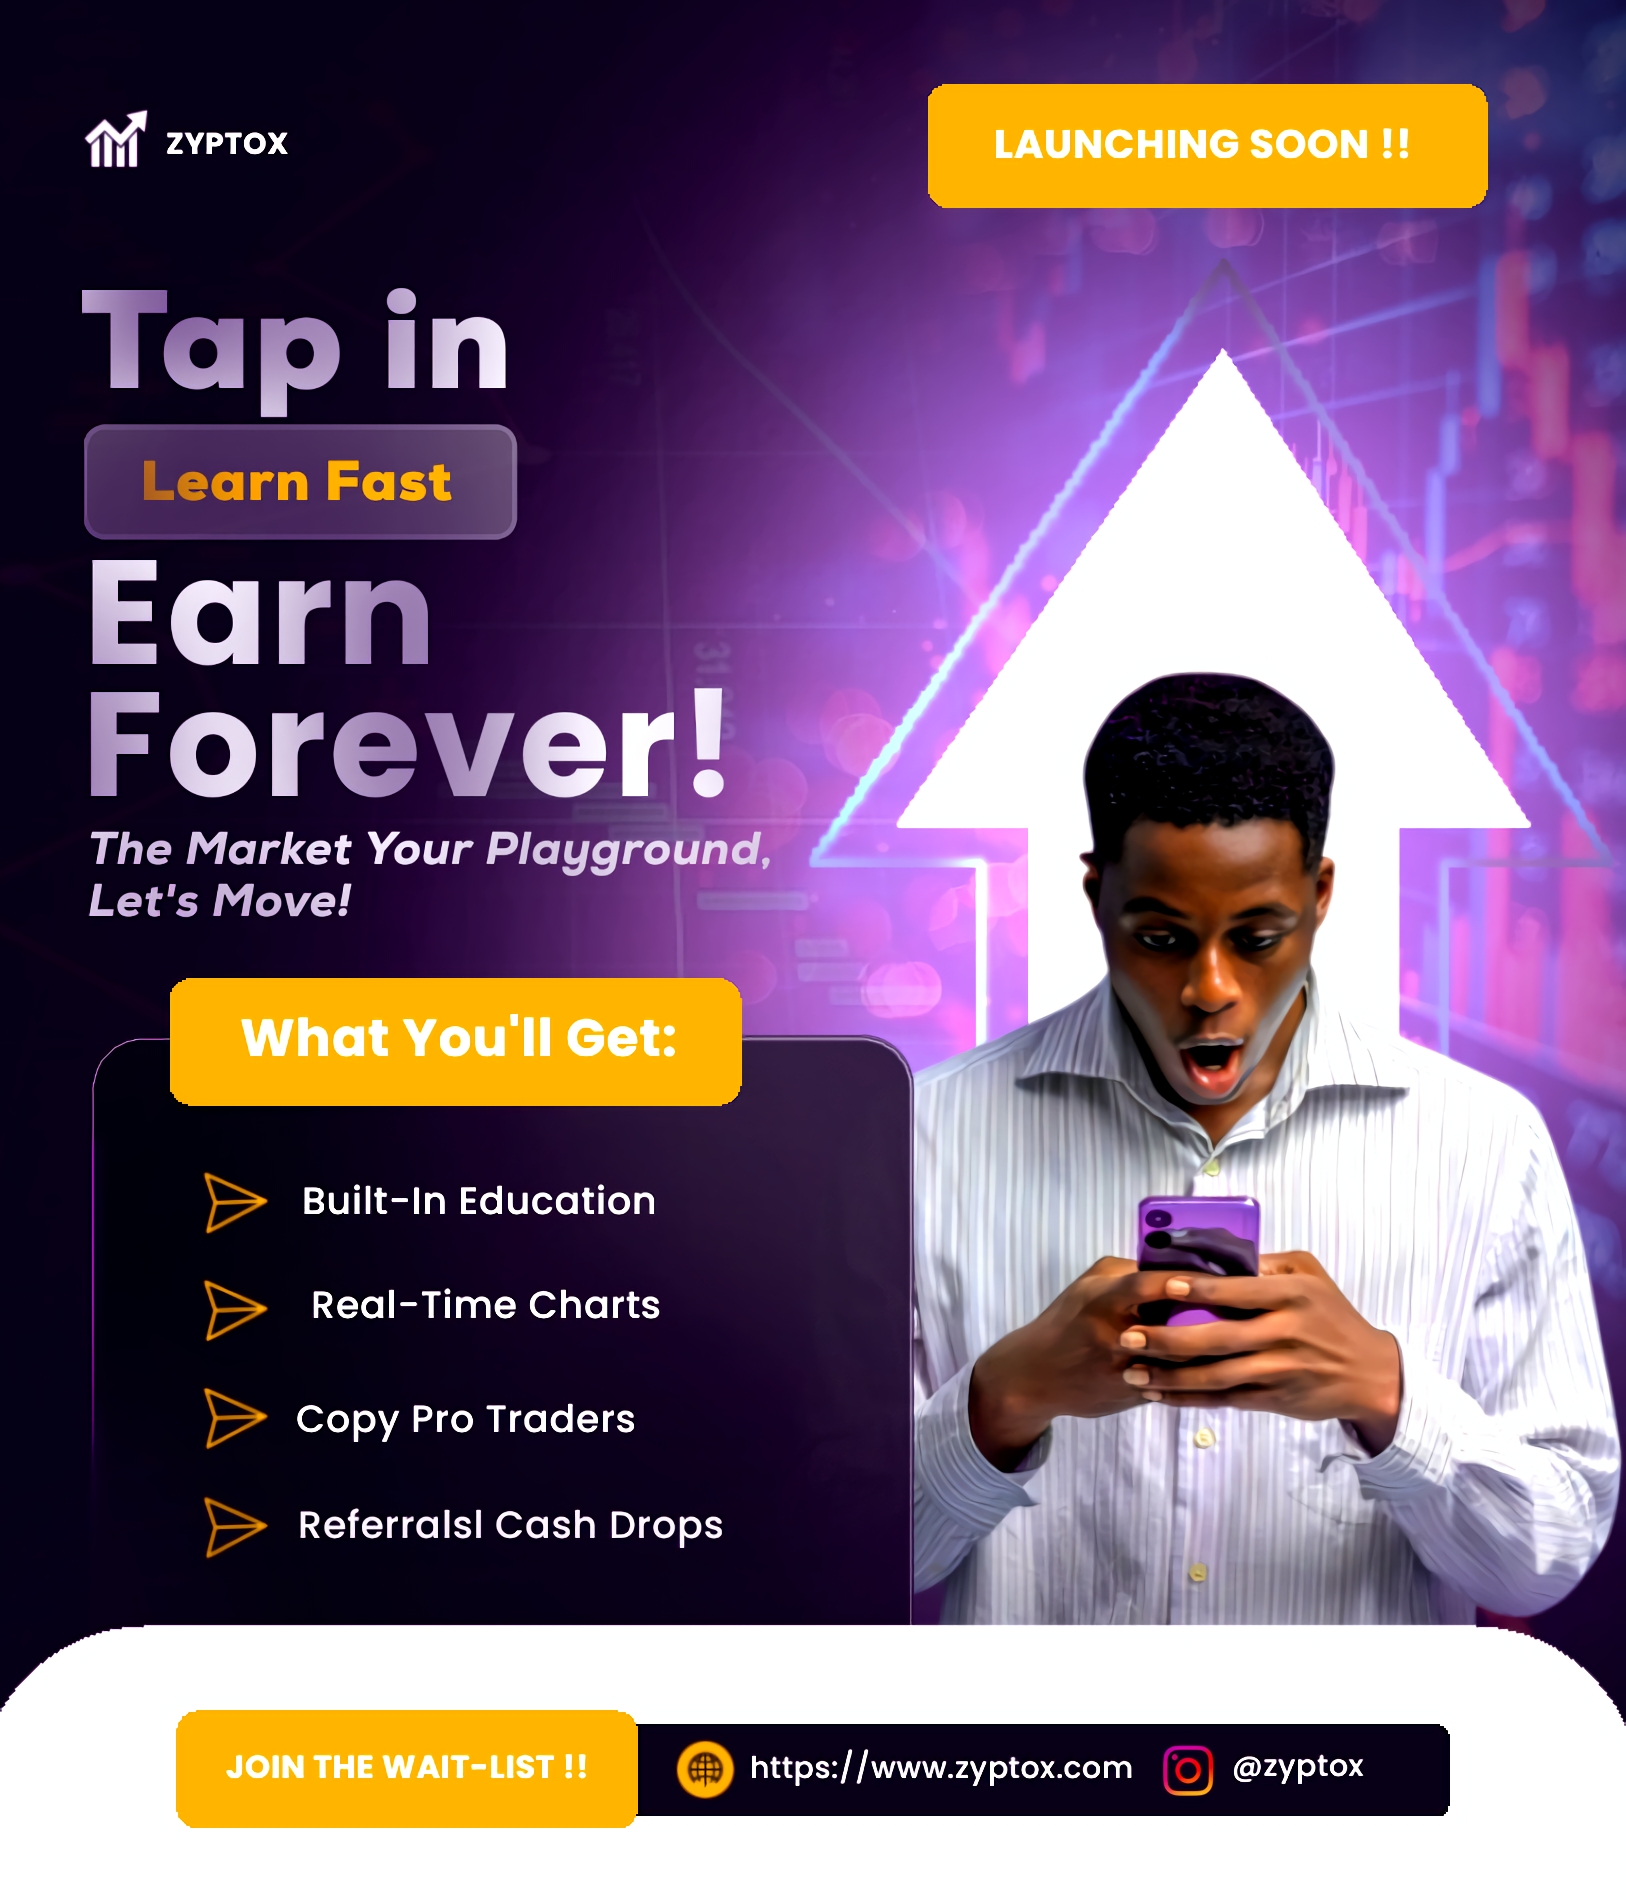 ZYPTOX
LAUNCHING SOON !!
Tap in
Learn Fast
Earn
Forever!
The Market Your Playground,
Let's Move!
What You'll Get:
Built-In Education
Real-Time Charts
Copy Pro Traders
Referralsl Cash Drops
JOIN THE WAIT-LIST !!
https://www.zyptox.com
@zyptox